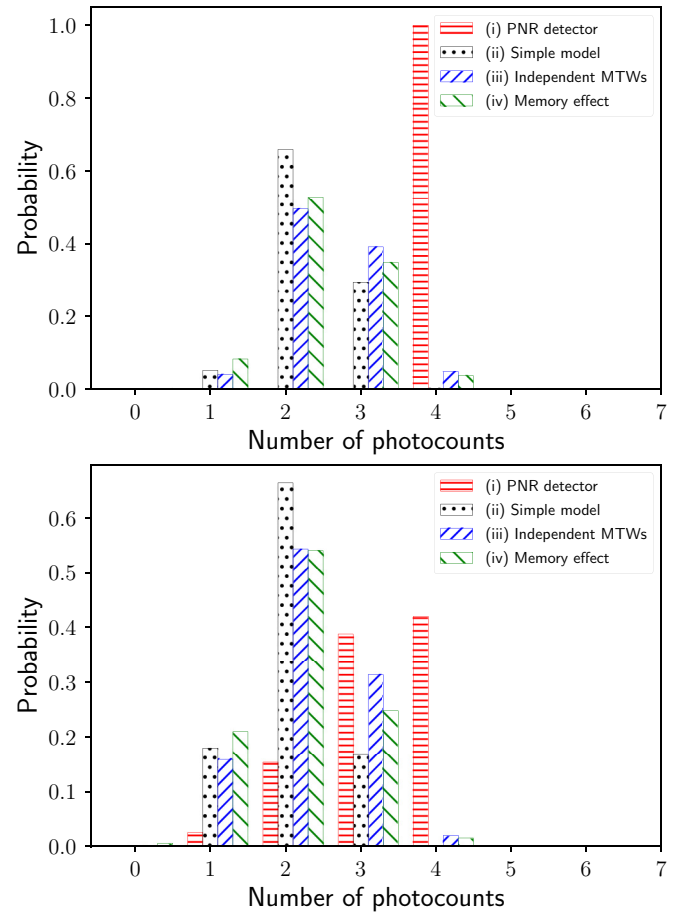 1.0
0.8
0.6
0.4
0.2
0.0
Probability
(i) PNR detector
(ii) Simple model
(iii) Independent MTWs
(iv) Memory effect
0 1 2 3 4 5 6 7
Number of photocounts
0.6
0.5
0.4
0.3
0.2
0.1
0.0
Probability
(i) PNR detector
(ii) Simple model
(iii) Independent MTWs
(iv) Memory effect
0 1 2 3 4 5 6 7
Number of photocounts